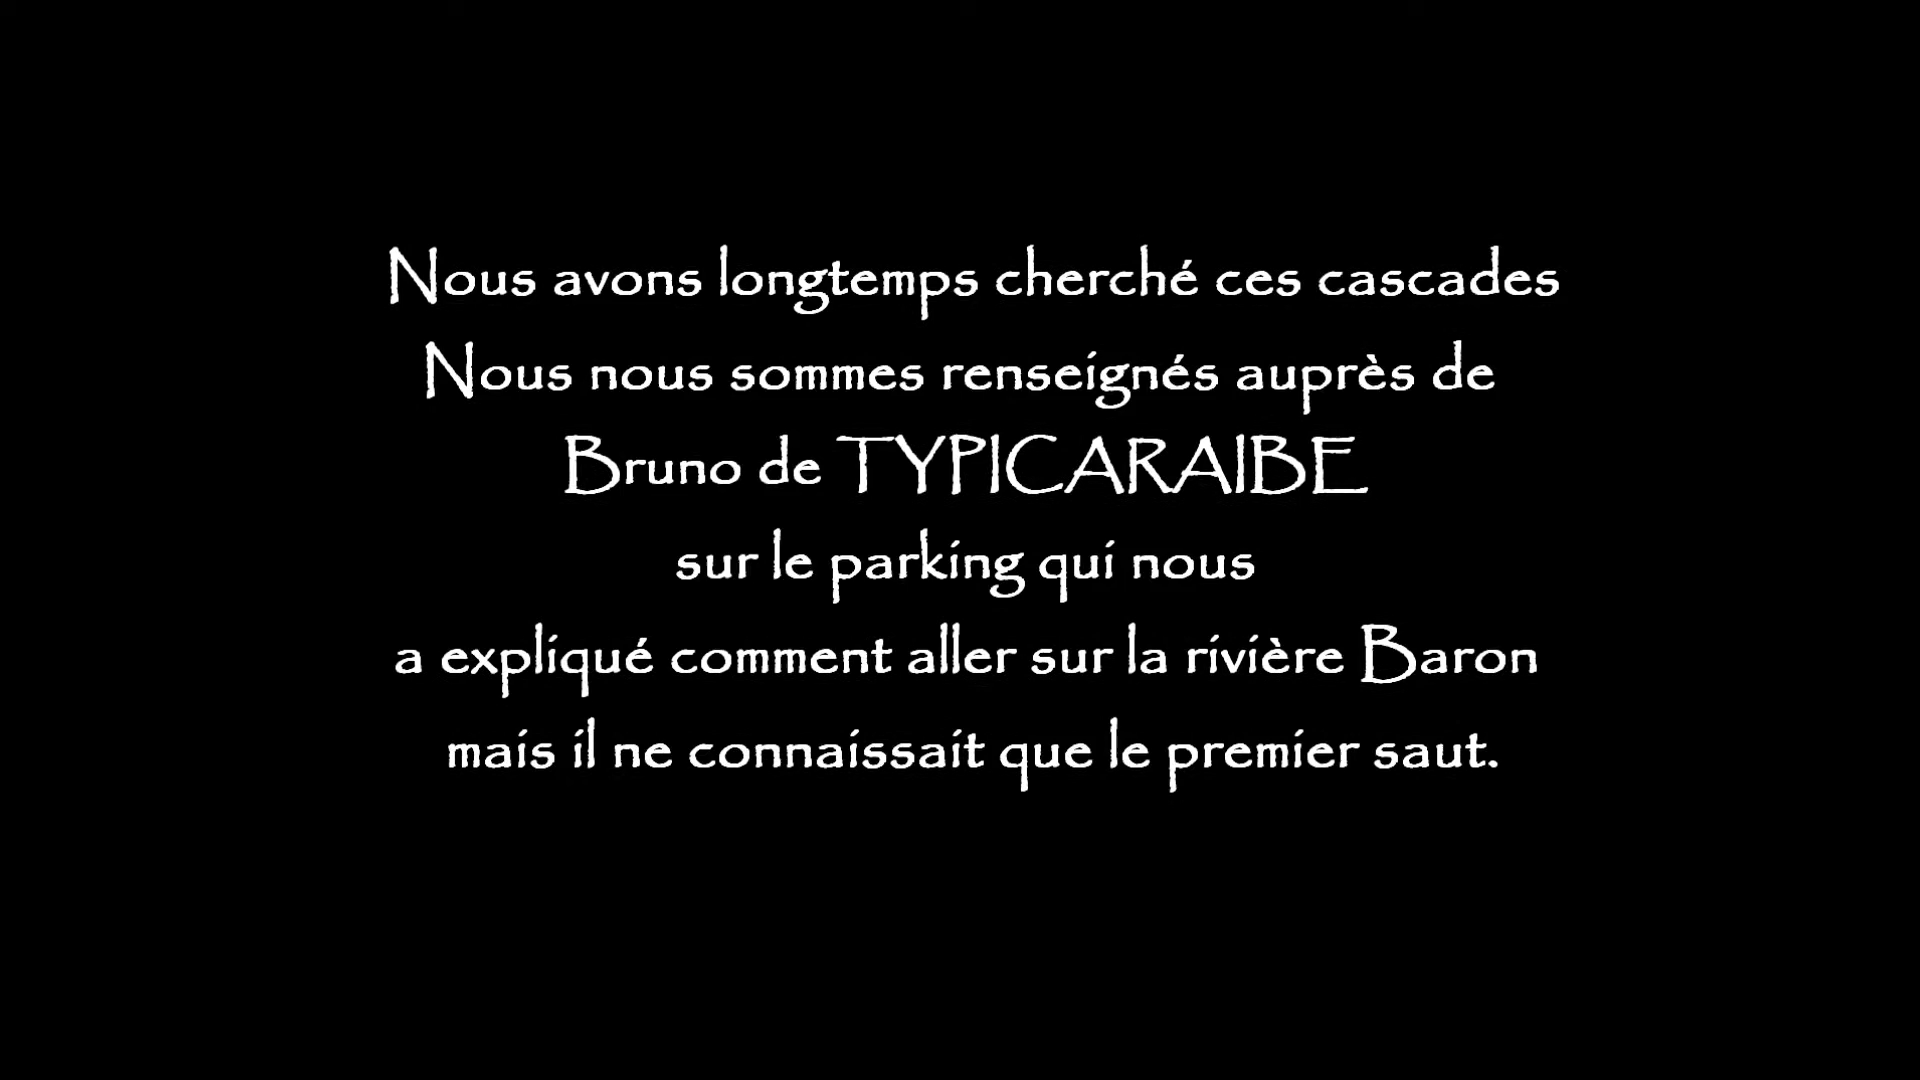 Nous avons longtemps cherché ces cascades
Nous nous sommes renseignés auprès de
Bruno de TYPICARAIBE
sur le parking qui nous
a expliqué comment aller sur la rivière Baron
mais il ne connaissait que le premier saut.